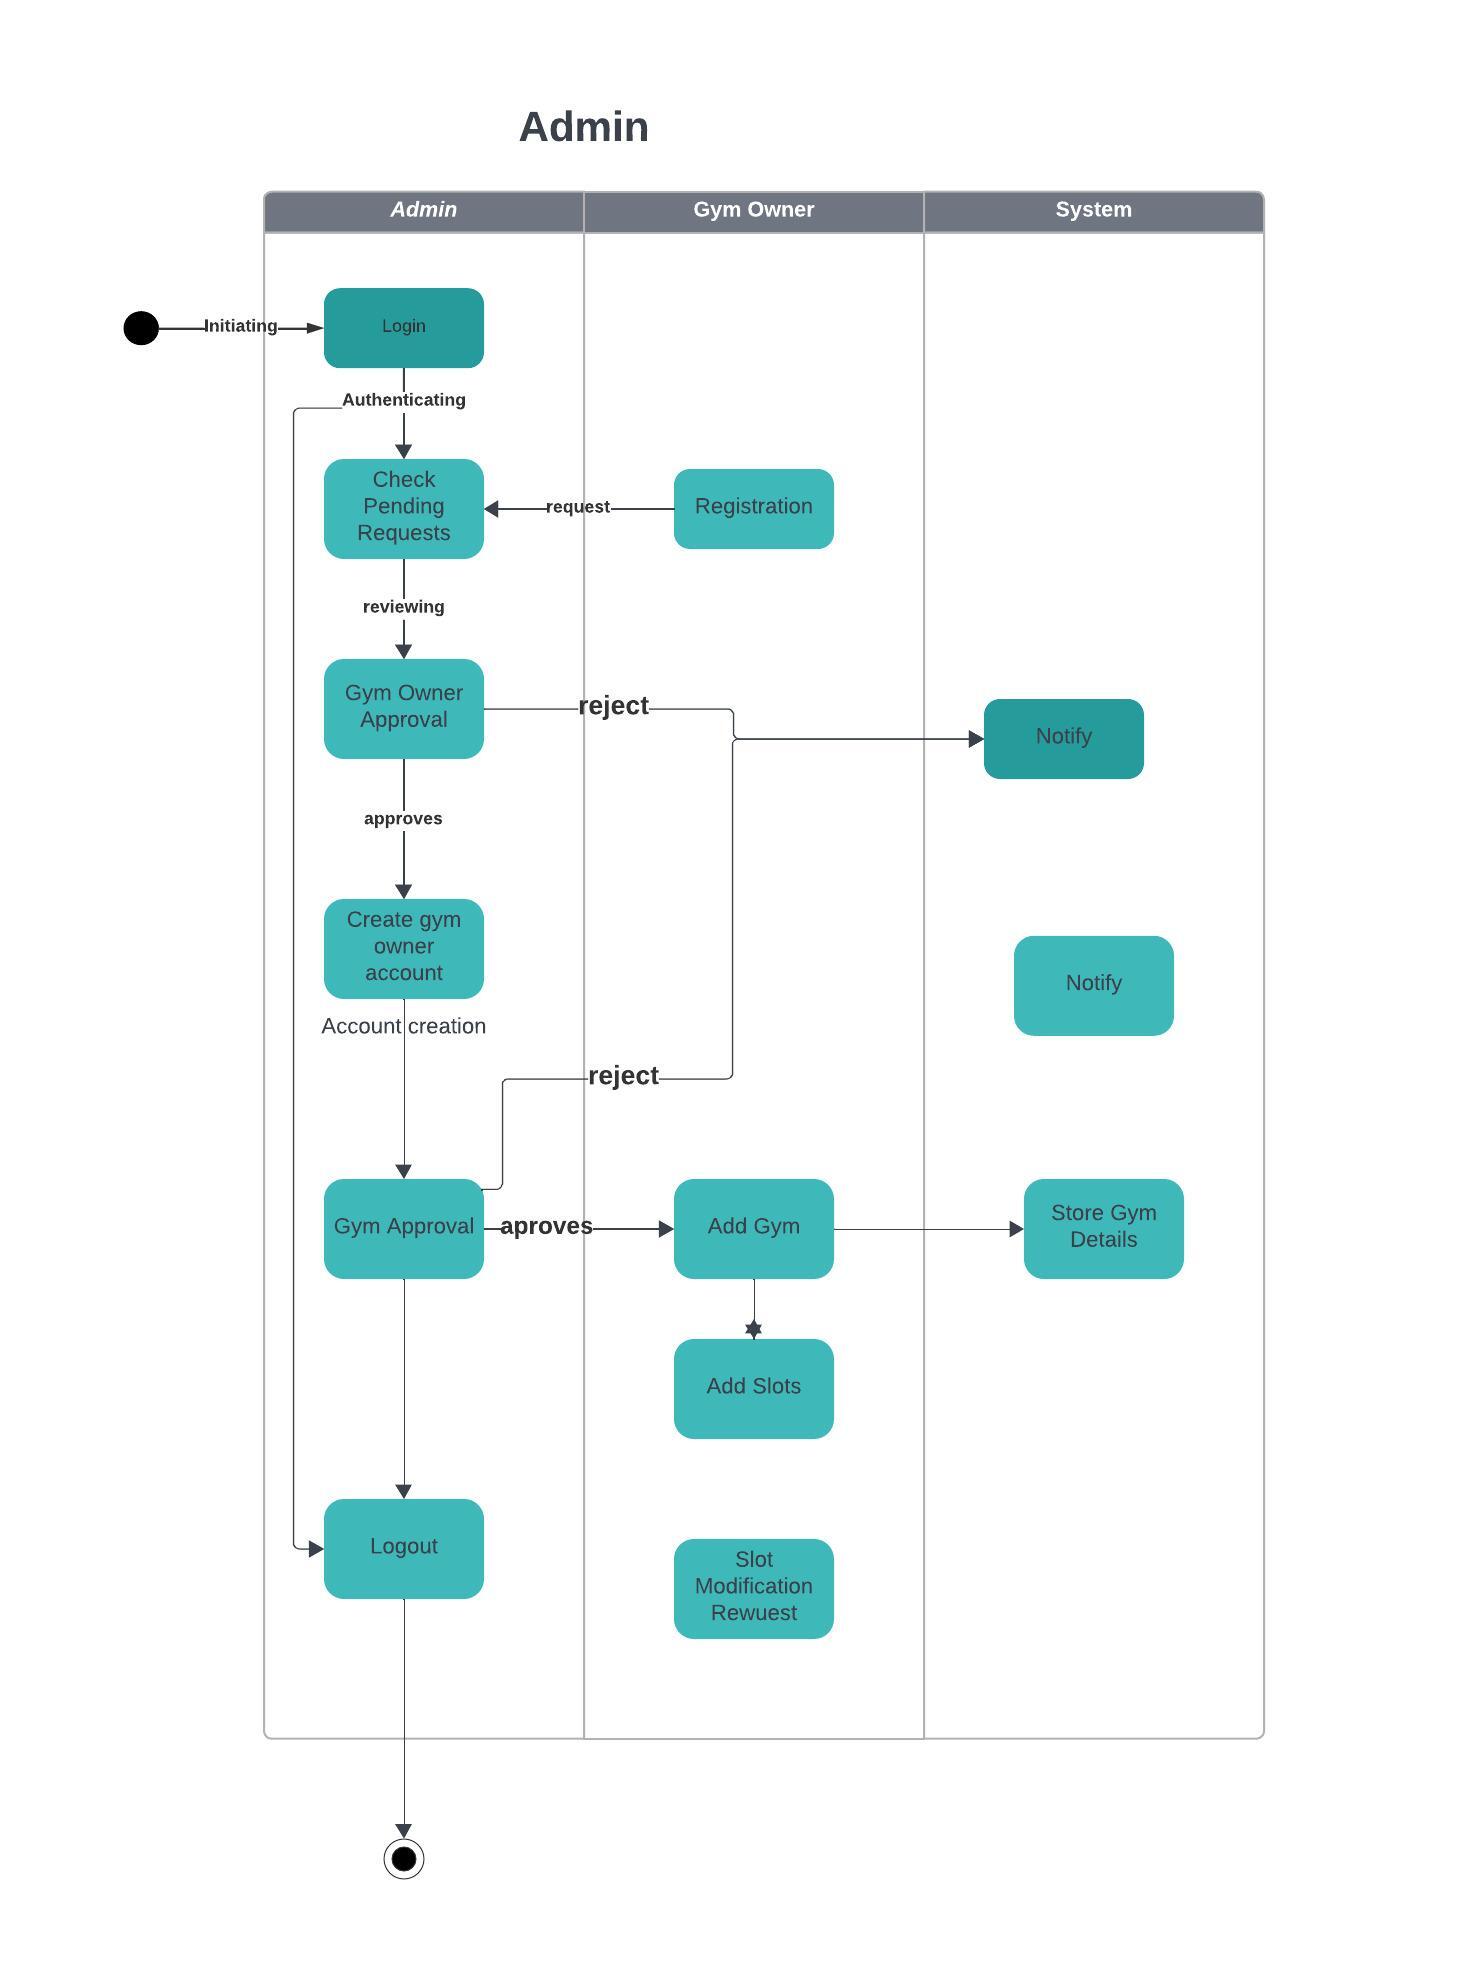 Admin
Admin
Gym Owner
System
Initiating
Login
Authenticating
Check
Pending
Requests
request
Registration
reviewing
Gym Owner
Approval
reject
Notify
approves
Create gym
owner
account
Notify
Account creation
reject
Gym Approval
aproves
Add Gym
Store Gym
Details
Add Slots
Logout
Slot
Modification
Rewuest